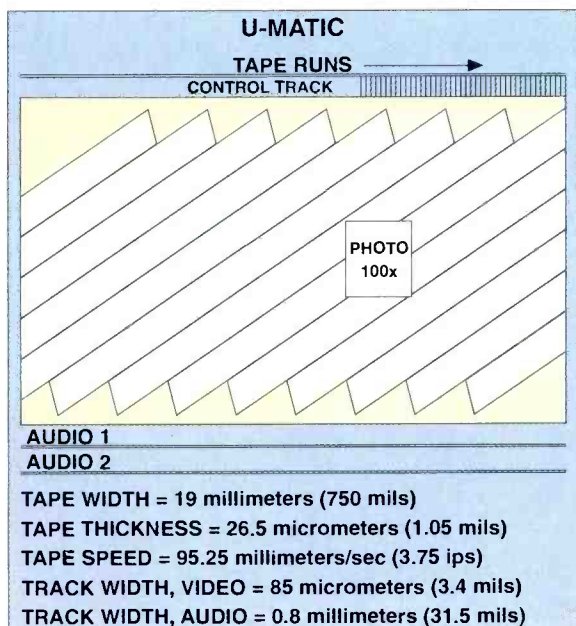 U-MATIC
TAPE RUNS
CONTROL TRACK
PHOTO
100x
AUDIO 1
AUDIO 2
TAPE WIDTH = 19 millimeters (750 mils)
TAPE THICKNESS = 26.5 micrometers (1.05 mils)
TAPE SPEED = 95.25 millimeters/sec (3.75 ips)
TRACK WIDTH, VIDEO = 85 micrometers (3.4 mils)
TRACK WIDTH, AUDIO = 0.8 millimeters (31.5 mils)